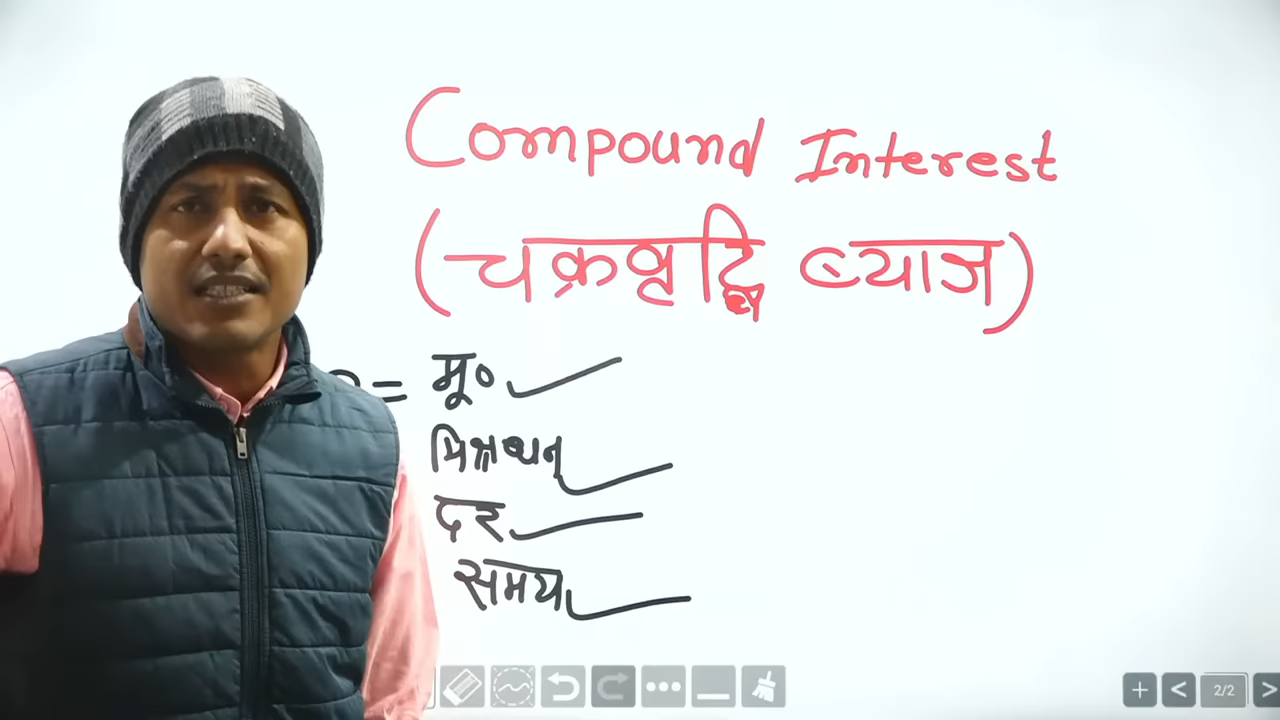 Compound Interest
(चक्रवृद्धि ब्याज)
= मू०
मिश्रधन
दर
समय
2/2